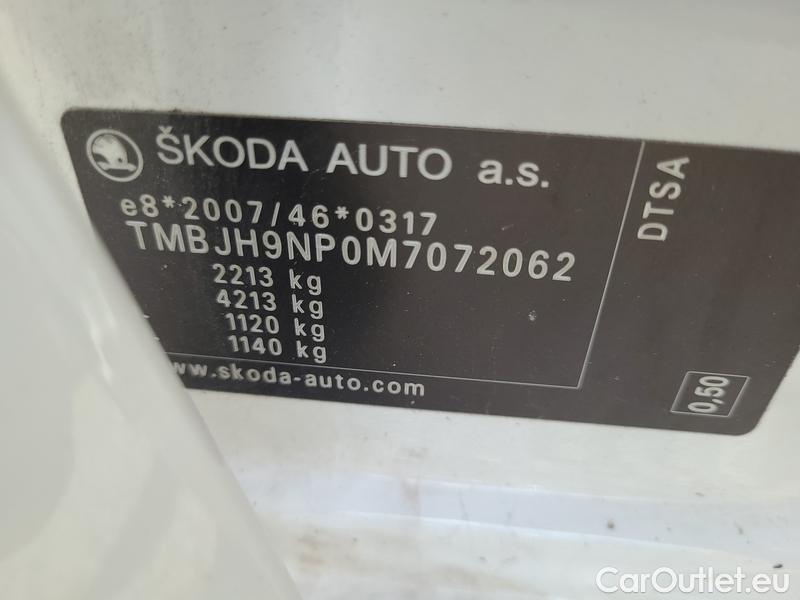 ŠKODA AUTO a.s.
e8*2007/46*0317
TMBJH9NP0M7072062
2213 kg
4213 kg
1120 kg
1140 kg
www.skoda-auto.com
DTSA
0,50
CarOutlet.eu